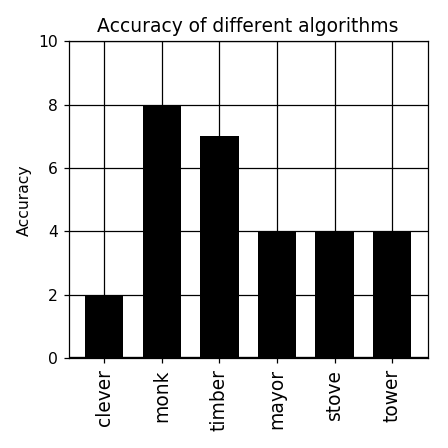 Accuracy of different algorithms
Accuracy
10
8
6
4
2
0
clever
monk
timber
mayor
stove
tower